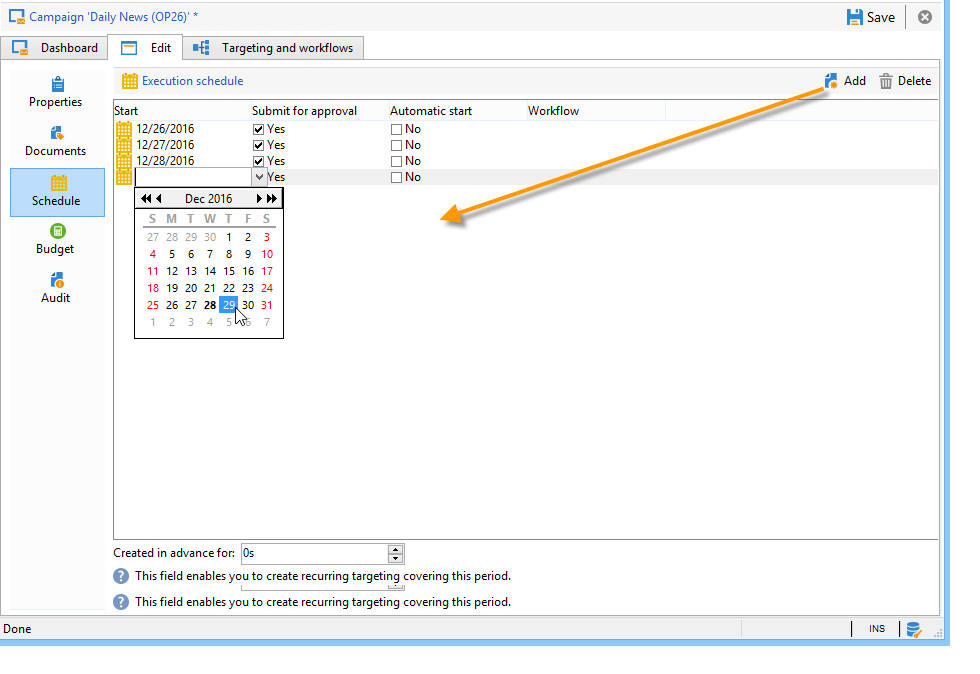 Campaign 'Daily News (OP26)' *
Save
Dashboard Edit Targeting and workflows
Properties
Documents
Schedule
Budget
Audit
Execution schedule Add Delete
Start Submit for approval Automatic start Workflow
12/26/2016 Yes No
12/27/2016 Yes No
12/28/2016 Yes No
Yes No
Dec 2016
S M T W T F S
27 28 29 30 1 2 3
4 5 6 7 8 9 10
11 12 13 14 15 16 17
18 19 20 21 22 23 24
25 26 27 28 29 30 31
1 2 3 4 5 6 7
Created in advance for: 0s
This field enables you to create recurring targeting covering this period.
This field enables you to create recurring targeting covering this period.
Done INS